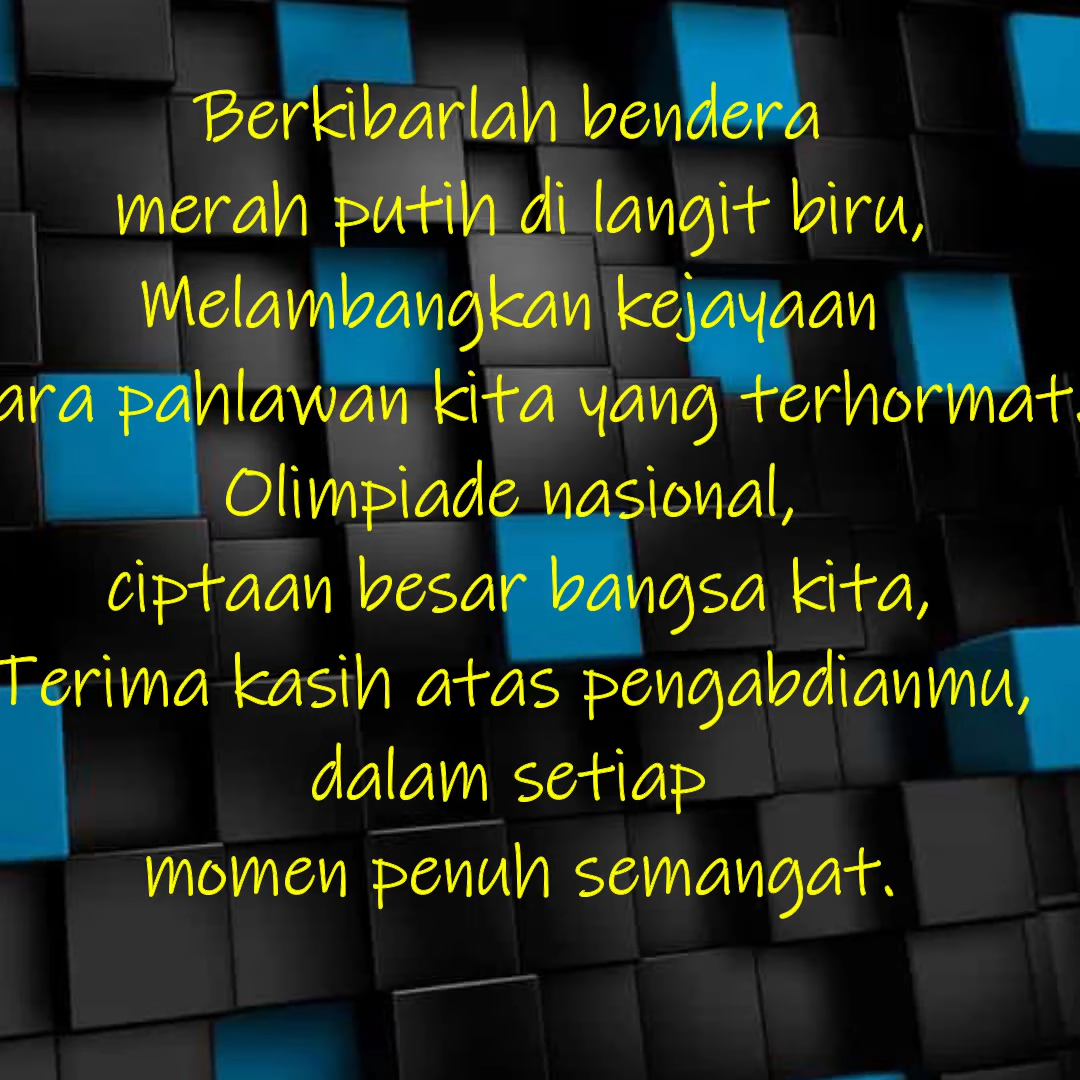 Berkibarlah bendera
merah putih di langit biru,
Melambangkan kejayaan
ara pahlawan kita yang terhormat.
Olimpiade nasional,
ciptaan besar bangsa kita,
Terima kasih atas pengabdianmu,
dalam setiap
momen penuh semangat.